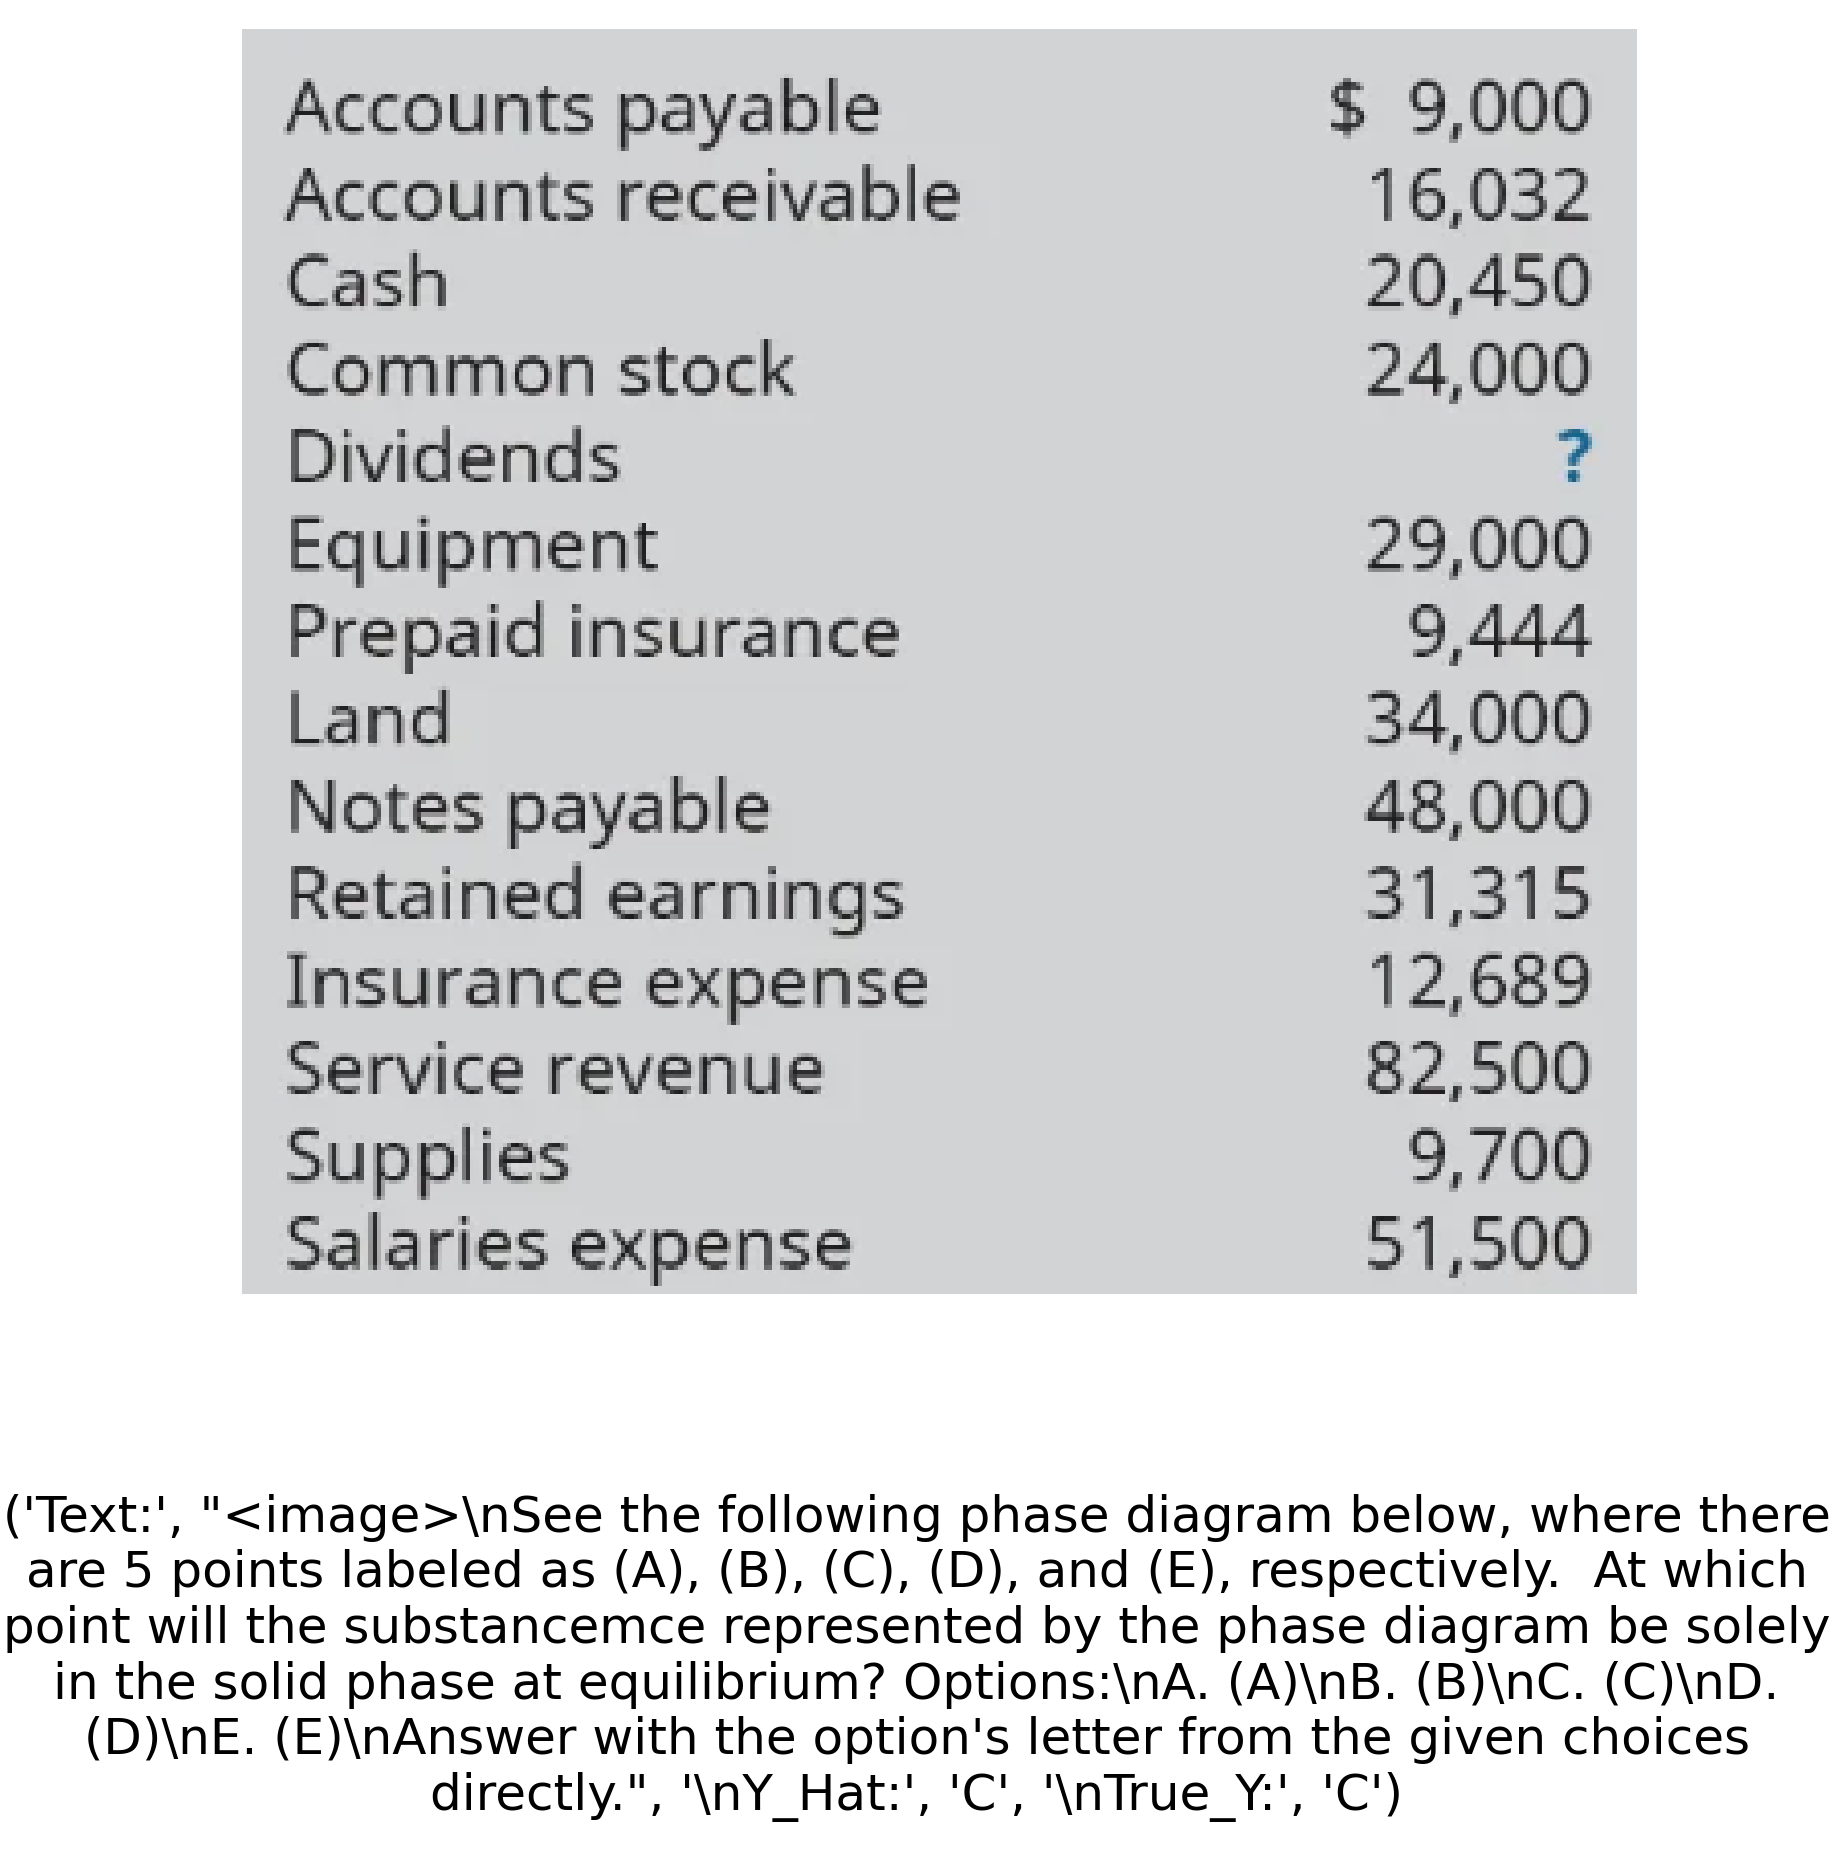 Accounts payable $ 9,000
Accounts receivable 16,032
Cash 20,450
Common stock 24,000
Dividends ?
Equipment 29,000
Prepaid insurance 9,444
Land 34,000
Notes payable 48,000
Retained earnings 31,315
Insurance expense 12,689
Service revenue 82,500
Supplies 9,700
Salaries expense 51,500
('Text:', "<image>\nSee the following phase diagram below, where there
are 5 points labeled as (A), (B), (C), (D), and (E), respectively.  At which
point will the substancemce represented by the phase diagram be solely
in the solid phase at equilibrium? Options:\nA. (A)\nB. (B)\nC. (C)\nD.
(D)\nE. (E)\nAnswer with the option's letter from the given choices
directly.", '\nY_Hat:', 'C', '\nTrue_Y:', 'C')